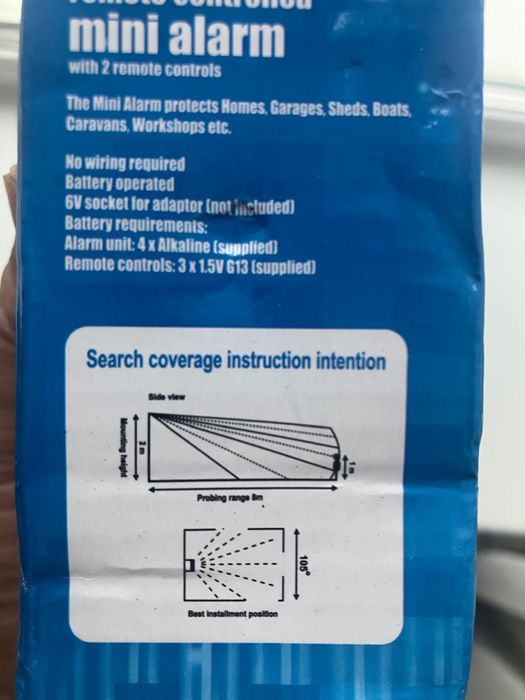 remote controlled
mini alarm
with 2 remote controls
The Mini Alarm protects Homes, Garages, Sheds, Boats,
Caravans, Workshops etc.
No wiring required
Battery operated
6V socket for adaptor (not included)
Battery requirements:
Alarm unit: 4 x Alkaline (supplied)
Remote controls: 3 x 1.5V G13 (supplied)
Search coverage instruction intention
Side view
Mounting height
2 m
1 m
Probing range 8m
105°
Best installment position